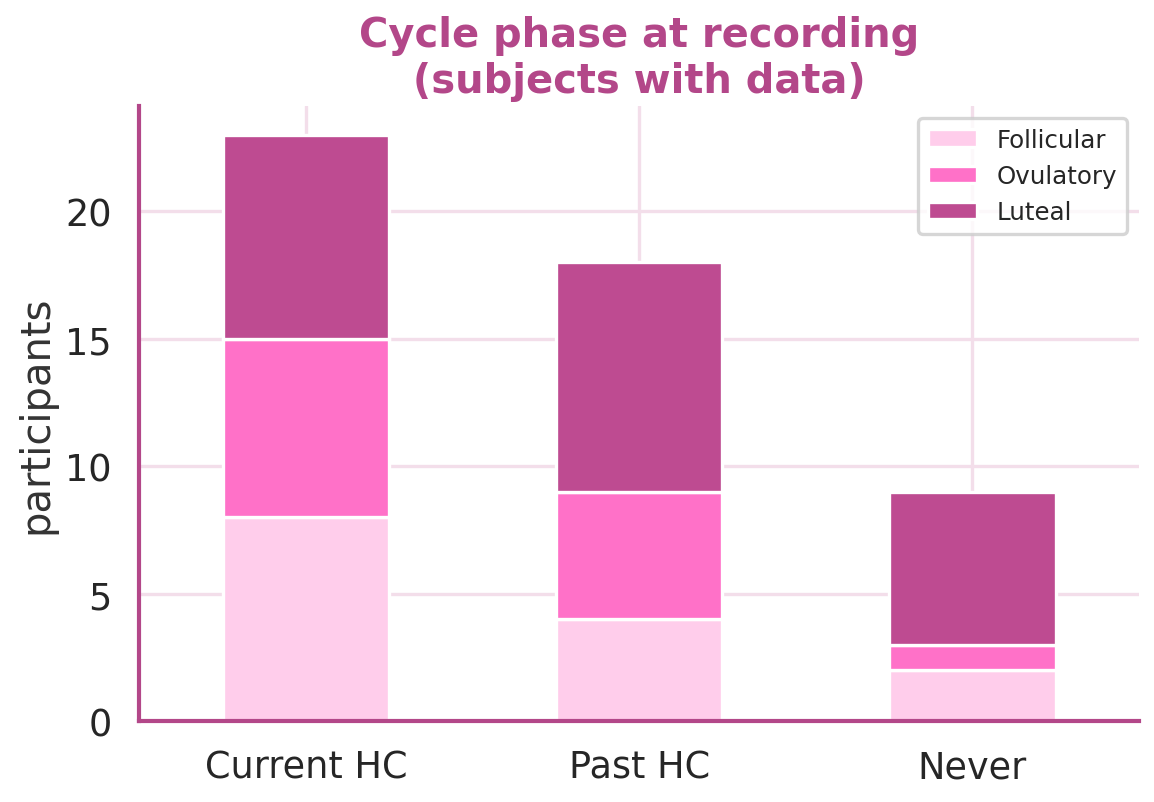 Cycle phase at recording
(subjects with data)
Follicular
Ovulatory
Luteal
participants
20
15
10
5
0
Current HC
Past HC
Never